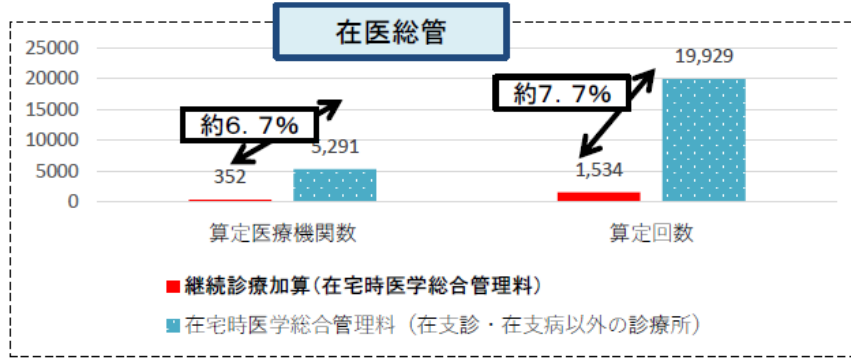 在医総管
25000
20000
15000
10000
5000
0
約6.7%
352
5,291
約7.7%
1,534
19,929
算定医療機関数
算定回数
継続診療加算(在宅時医学総合管理料)
在宅時医学総合管理料（在支診・在支病以外の診療所）